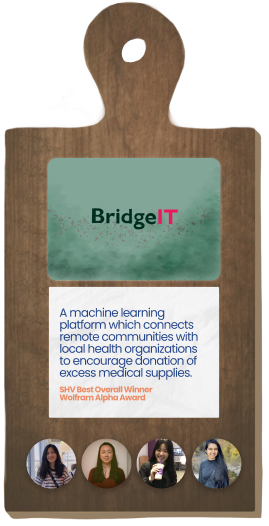 BridgeIT
A machine learning
platform which connects
remote communities with
local health organizations
to encourage donation of
excess medical supplies.
SHV Best Overall Winner
Wolfram Alpha Award